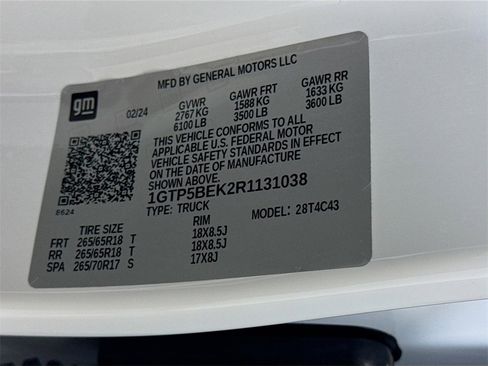 MFD BY GENERAL MOTORS LLC
gm
02/24
GVWR GAWR FRT GAWR RR
2767 KG 1588 KG 1633 KG
6100 LB 3500 LB 3600 LB
THIS VEHICLE CONFORMS TO ALL
APPLICABLE U.S. FEDERAL MOTOR
VEHICLE SAFETY STANDARDS IN EFFECT
ON THE DATE OF MANUFACTURE
SHOWN ABOVE.
1GTP5BEK2R1131038
TYPE: TRUCK MODEL: 28T4C43
E624
TIRE SIZE RIM
FRT 265/65R18 T 18X8.5J
RR 265/65R18 T 18X8.5J
SPA 265/70R17 S 17X8J